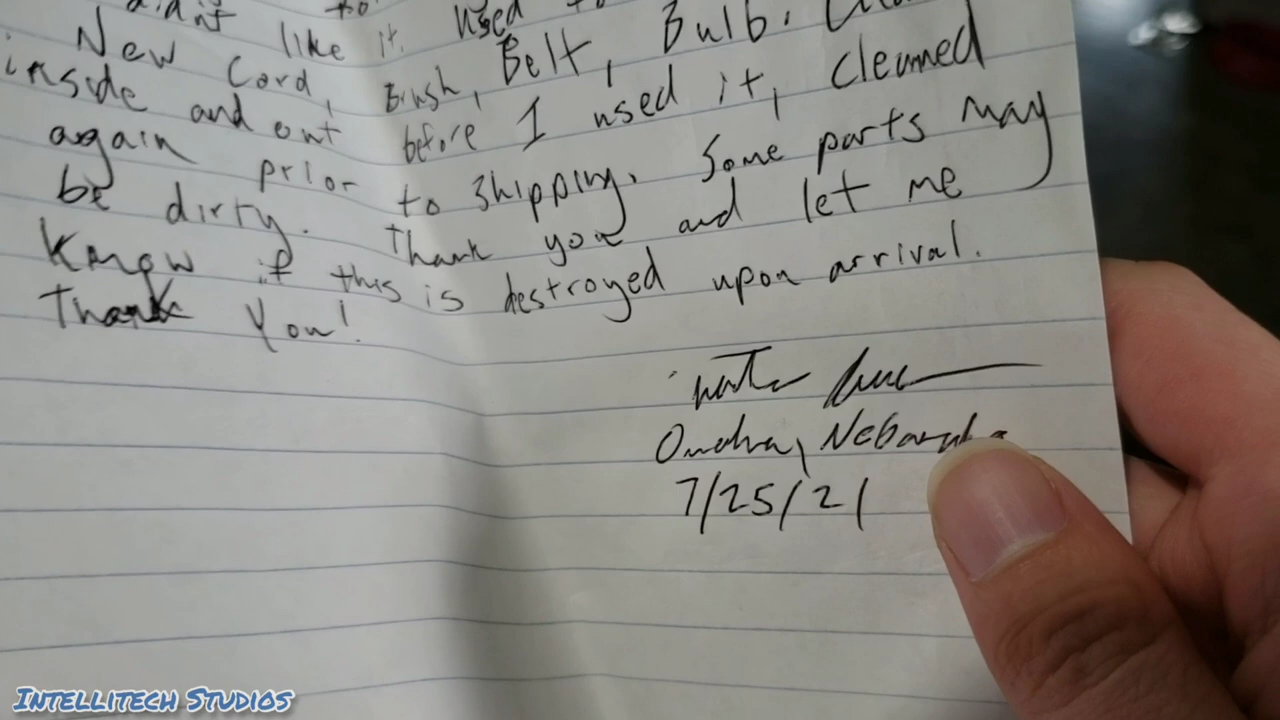 didn't to
like it. used to
New Cord, Brush, Belt, Bulb.
inside and out before I used it, cleaned
again prior to shipping. Some parts may
be dirty. Thank you and let me
Know if this is destroyed upon arrival.
Thank You!
Omaha, Nebraska
7/25/21
INTELLITECH STUDIOS